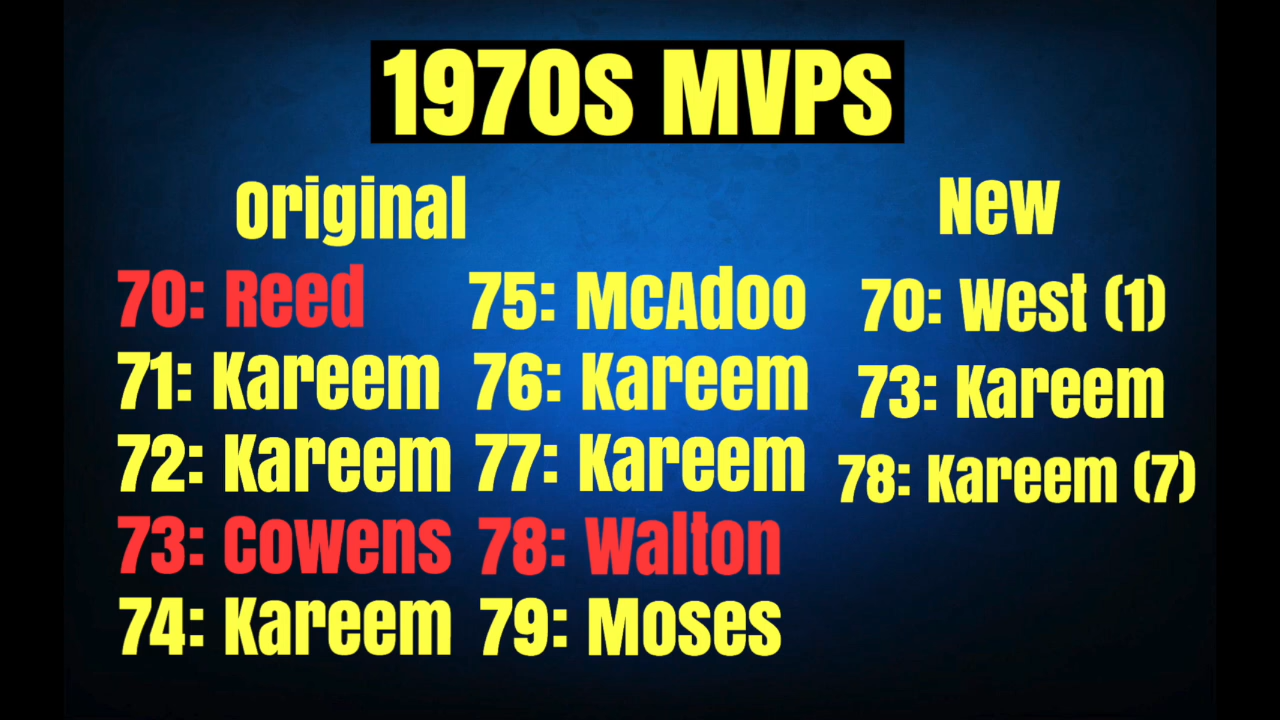 1970s MVPS
Original
70: Reed
71: Kareem
72: Kareem
73: Cowens
74: Kareem
75: McAdoo
76: Kareem
77: Kareem
78: Walton
79: Moses
New
70: West (1)
73: Kareem
78: Kareem (7)